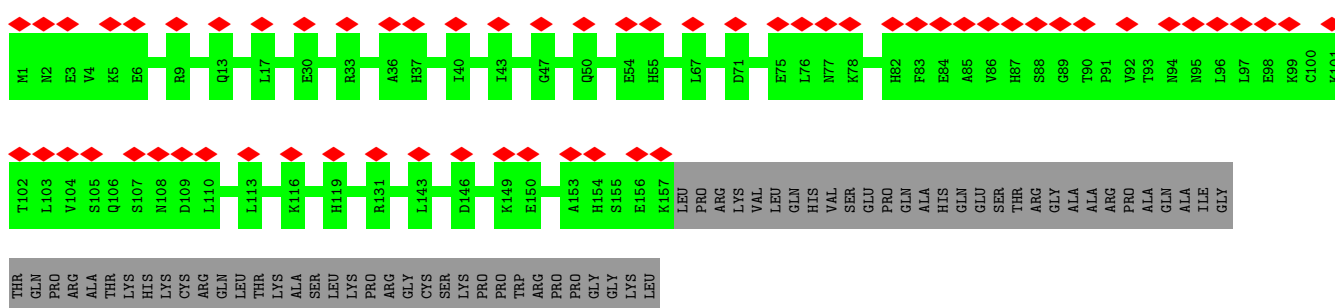 M1 N2 E3 V4 K5 E6 R9 Q13 L17 E30 R33 A36 H37 I40 I43 G47 Q50 E54 H55 L67 D71 E75 L76 N77 K78 H82 F83 E84 A85 V86 H87 S88 G89 T90 P91 V92 T93 N94 N95 L96 L97 E98 K99 C100 K101
T102 L103 V104 S105 Q106 S107 N108 D109 L110 L113 K116 H119 R131 L143 D146 K149 E150 A153 H154 S155 E156 K157 LEU PRO ARG LYS VAL LEU GLN HIS VAL SER GLU PRO GLN ALA HIS GLN GLU SER THR ARG GLY ALA ALA ARG PRO ALA GLN ALA ILE GLY
THR GLN PRO ARG ALA THR LYS HIS LYS CYS ARG GLN LEU THR LYS ALA SER LEU LYS PRO ARG GLY CYS SER LYS PRO PRO TRP ARG PRO PRO GLY GLY LYS LEU